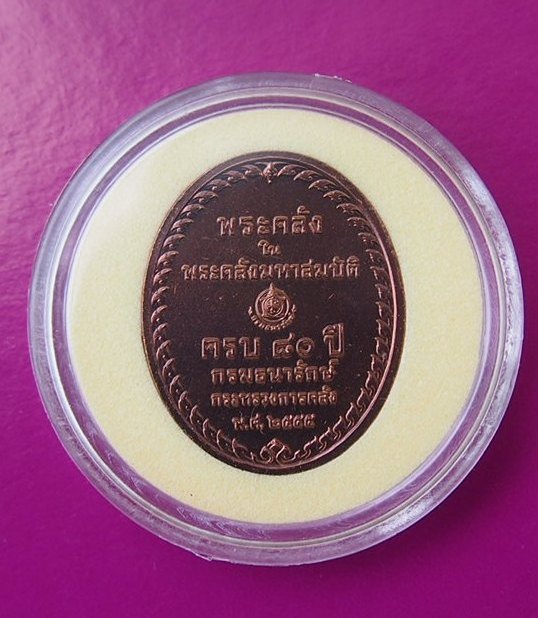 พระคลัง
ใน
พระคลังมหาสมบัติ
ครบ ๘๐ ปี
กรมธนารักษ์
กระทรวงการคลัง
พ.ศ. ๒๕๕๕